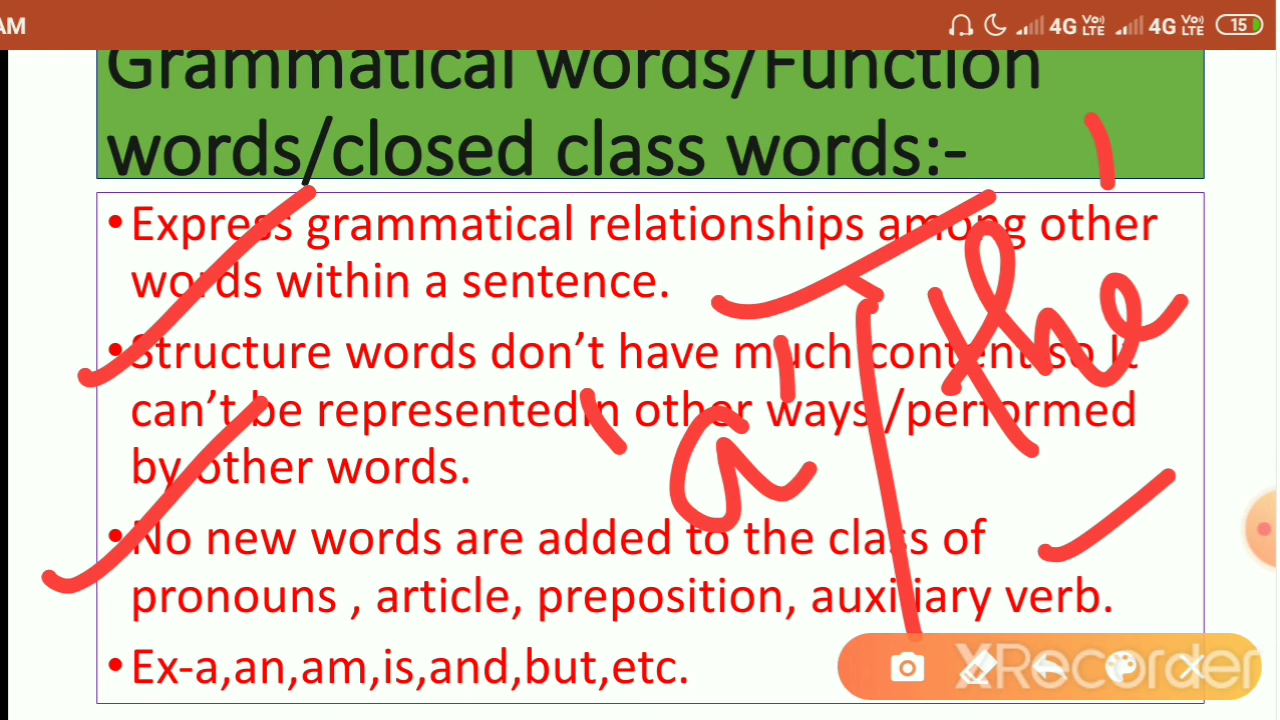 AM 4G VoLTE 4G VoLTE 15
Grammatical words/Function
words/closed class words:-
•Express grammatical relationships among other
words within a sentence.
•Structure words don't have much content so it
can't be represented in other ways /performed
by other words.
•No new words are added to the class of
pronouns , article, preposition, auxiliary verb.
•Ex-a,an,am,is,and,but,etc.
'a' the'
XRecorder